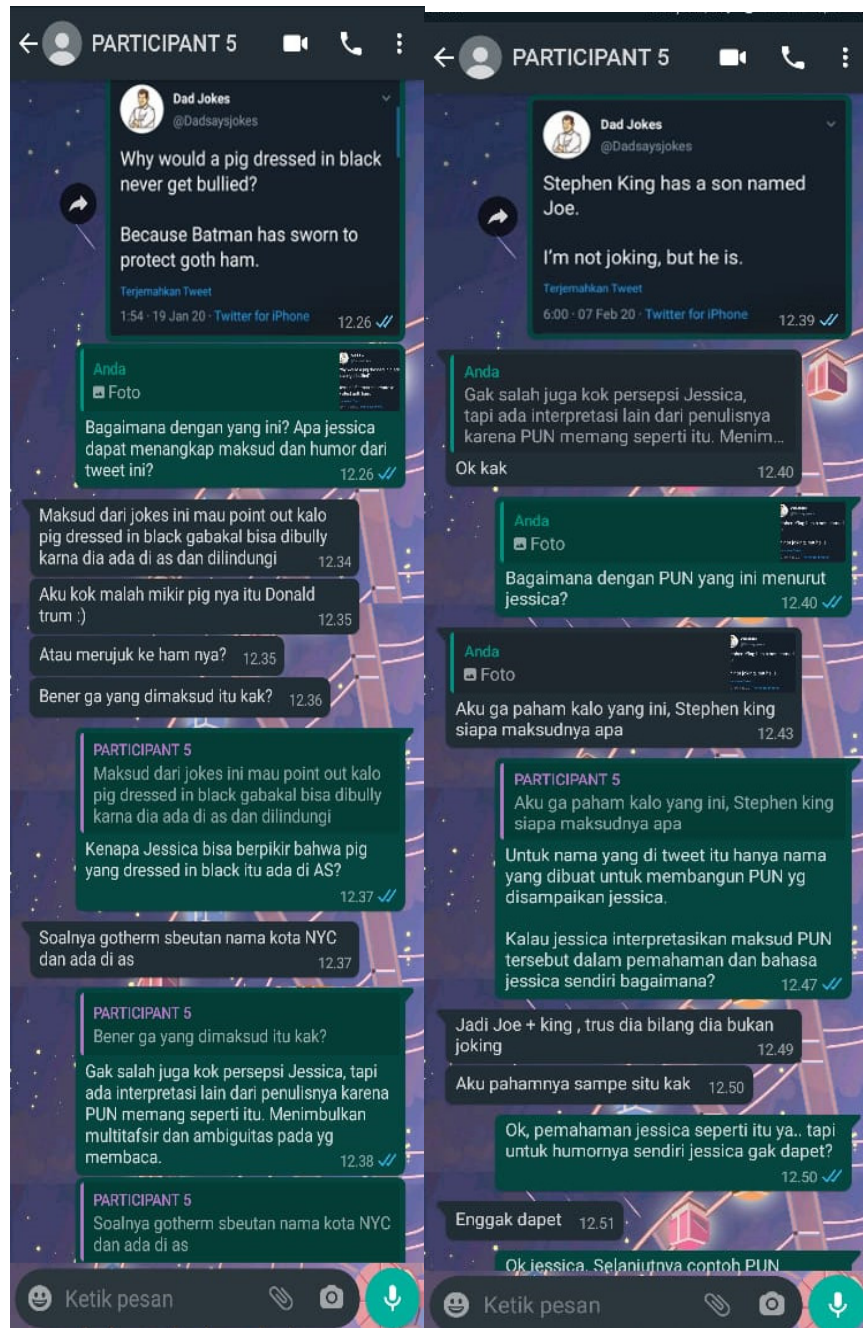 PARTICIPANT 5
Dad Jokes
@Dadsaysjokes
Why would a pig dressed in black
never get bullied?
Because Batman has sworn to
protect goth ham.
Terjemahkan Tweet
1:54 · 19 Jan 20 · Twitter for iPhone
12.26
Anda
Foto
Bagaimana dengan yang ini? Apa jessica
dapat menangkap maksud dan humor dari
tweet ini?
12.26
Maksud dari jokes ini mau point out kalo
pig dressed in black gabakal bisa dibully
karna dia ada di as dan dilindungi
12.34
Aku kok malah mikir pig nya itu Donald
trum :)
12.35
Atau merujuk ke ham nya? 12.35
Bener ga yang dimaksud itu kak? 12.36
PARTICIPANT 5
Maksud dari jokes ini mau point out kalo
pig dressed in black gabakal bisa dibully
karna dia ada di as dan dilindungi
Kenapa Jessica bisa berpikir bahwa pig
yang dressed in black itu ada di AS?
12.37
Soalnya gotherm sbeutan nama kota NYC
dan ada di as
12.37
PARTICIPANT 5
Bener ga yang dimaksud itu kak?
Gak salah juga kok persepsi Jessica, tapi
ada interpretasi lain dari penulisnya karena
PUN memang seperti itu. Menimbulkan
multitafsir dan ambiguitas pada yg
membaca.
12.38
PARTICIPANT 5
Soalnya gotherm sbeutan nama kota NYC
dan ada di as
Ketik pesan
PARTICIPANT 5
Dad Jokes
@Dadsaysjokes
Stephen King has a son named
Joe.
I'm not joking, but he is.
Terjemahkan Tweet
6:00 · 07 Feb 20 · Twitter for iPhone
12.39
Anda
Gak salah juga kok persepsi Jessica,
tapi ada interpretasi lain dari penulisnya
karena PUN memang seperti itu. Menim...
Ok kak
12.40
Anda
Foto
Bagaimana dengan PUN yang ini menurut
jessica?
12.40
Anda
Foto
Aku ga paham kalo yang ini, Stephen king
siapa maksudnya apa
12.43
PARTICIPANT 5
Aku ga paham kalo yang ini, Stephen king
siapa maksudnya apa
Untuk nama yang di tweet itu hanya nama
yang dibuat untuk membangun PUN yg
disampaikan jessica.
Kalau jessica interpretasikan maksud PUN
tersebut dalam pemahaman dan bahasa
jessica sendiri bagaimana?
12.47
Jadi Joe + king , trus dia bilang dia bukan
joking
12.49
Aku pahamnya sampe situ kak 12.50
Ok, pemahaman jessica seperti itu ya.. tapi
untuk humornya sendiri jessica gak dapet?
12.50
Enggak dapet 12.51
Ok jessica. Selanjutnya contoh PUN
Ketik pesan